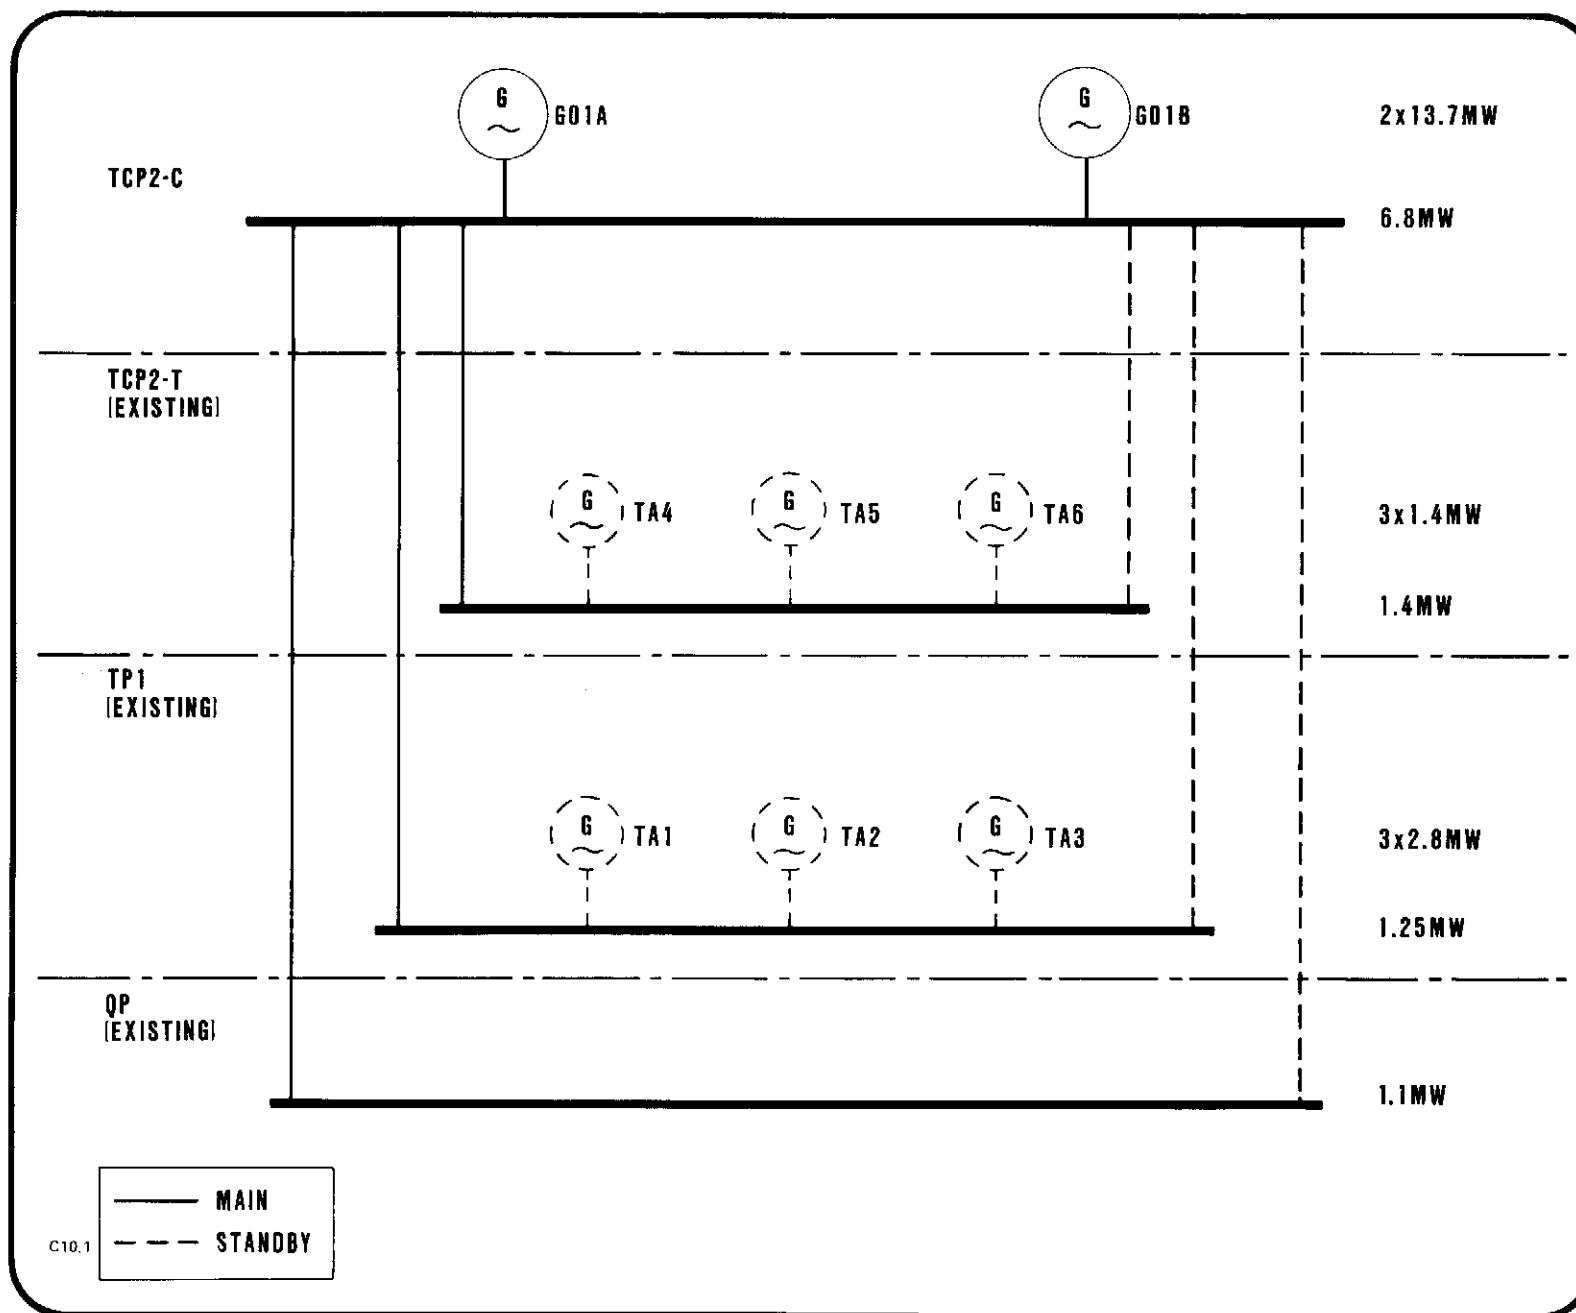 G G01A
G G01B
2x13.7MW
TCP2-C
6.8MW
TCP2-T
(EXISTING)
G TA4
G TA5
G TA6
3x1.4MW
1.4MW
TP1
(EXISTING)
G TA1
G TA2
G TA3
3x2.8MW
1.25MW
QP
(EXISTING)
1.1MW
MAIN
STANDBY
C10.1